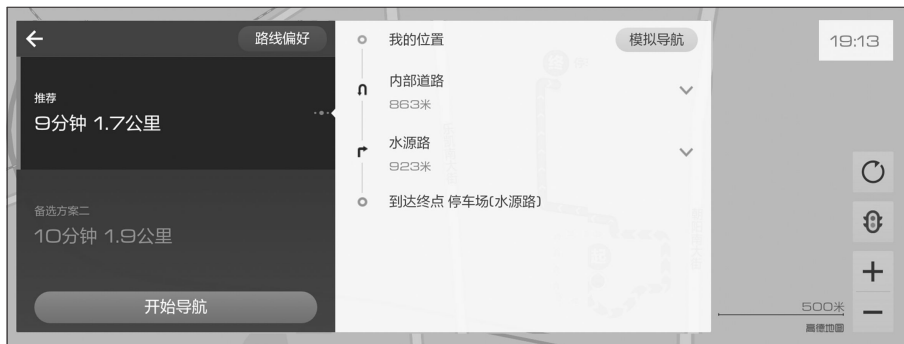 路线偏好
推荐
9分钟 1.7公里
备选方案二
10分钟 1.9公里
开始导航
我的位置
模拟导航
内部道路
863米
水源路
923米
到达终点 停车场(水源路)
19:13
500米
高德地图